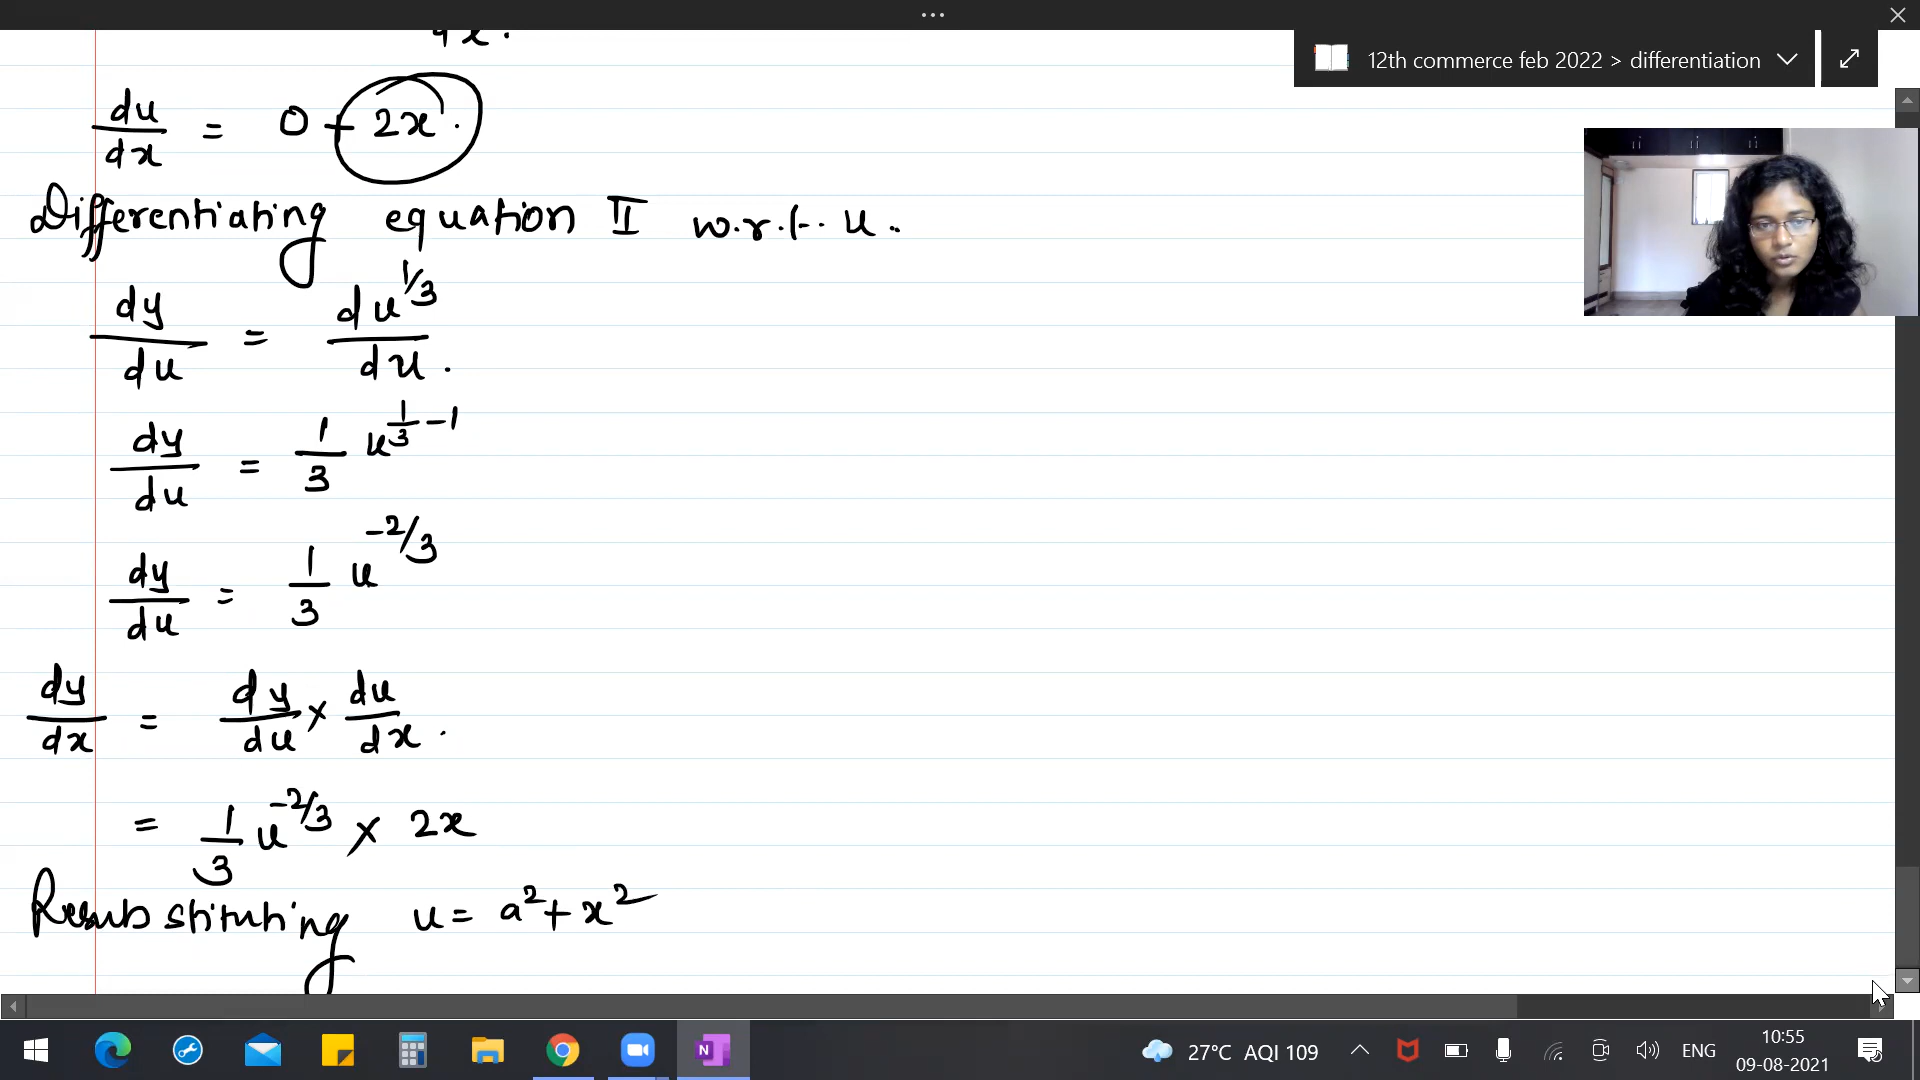 12th commerce feb 2022 > differentiation
dx.
du/dx = 0 + 2x.
Differentiating equation II w.r.t. u.
dy/du = du^1/3/du.
dy/du = 1/3 u^1/3 -1
dy/du = 1/3 u^-2/3
dy/dx = dy/du × du/dx.
= 1/3 u^-2/3 × 2x
Resubstituting u = a²+x²
27°C AQI 109
ENG
10:55
09-08-2021